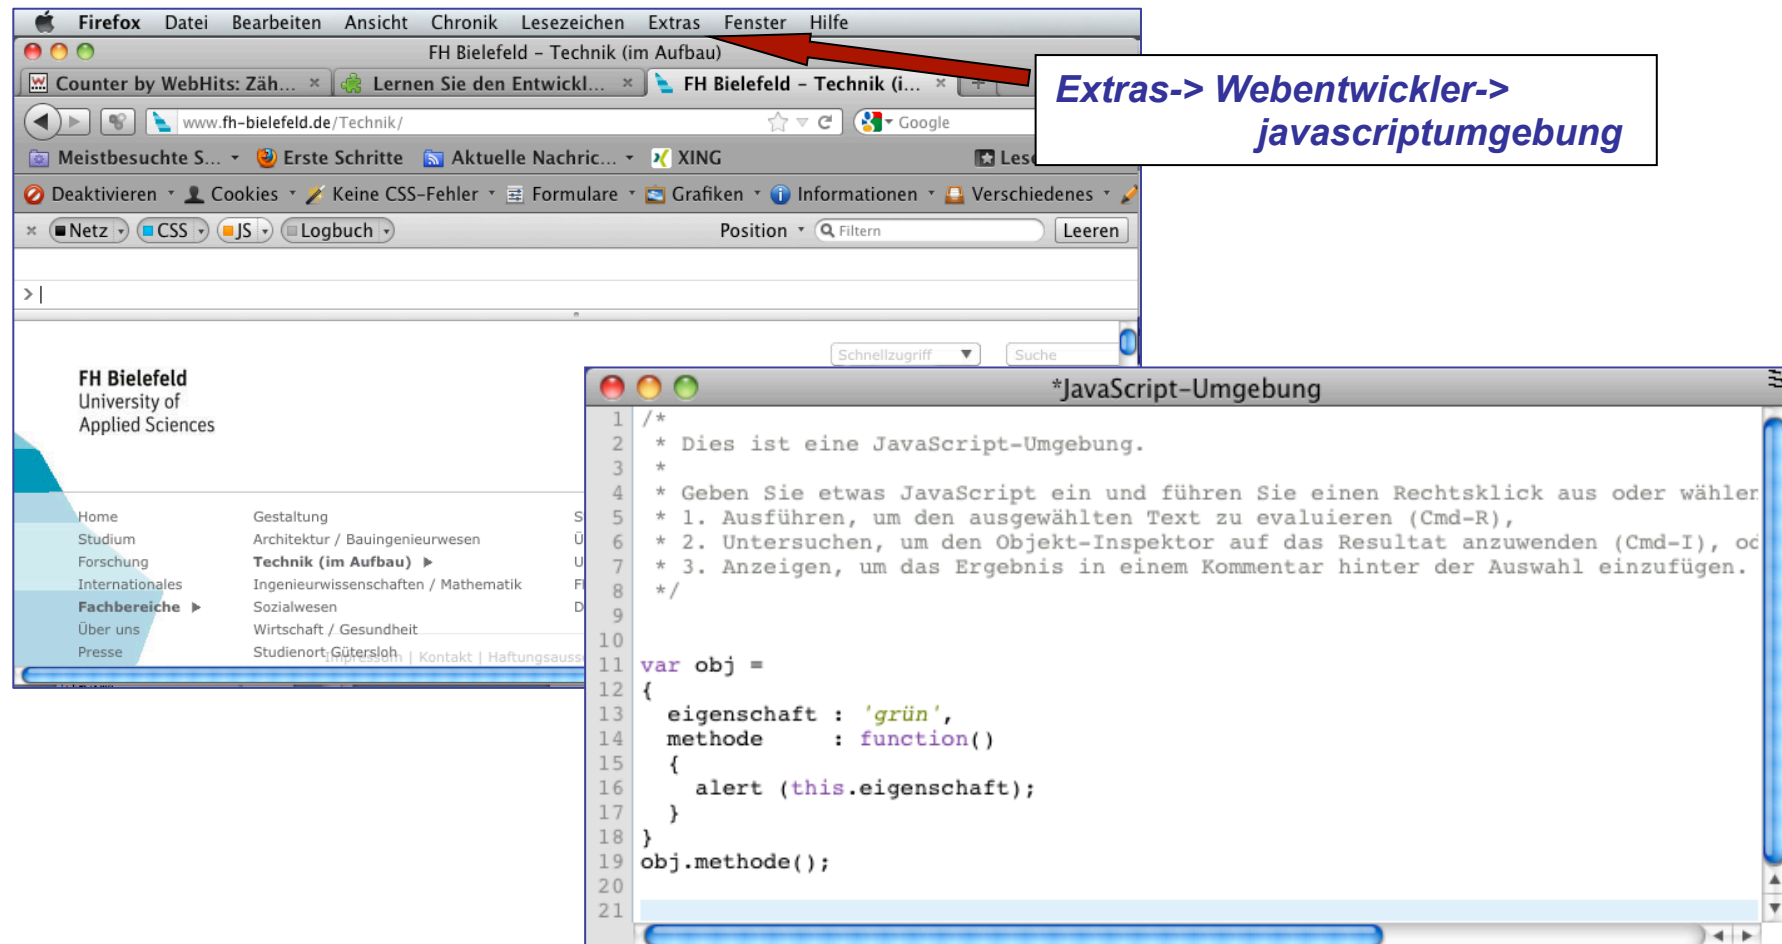 Firefox Datei Bearbeiten Ansicht Chronik Lesezeichen Extras Fenster Hilfe
FH Bielefeld – Technik (im Aufbau)
Counter by WebHits: Zäh... × Lernen Sie den Entwickl... × FH Bielefeld – Technik (i... × +
Extras-> Webentwickler->
javascriptumgebung
www.fh-bielefeld.de/Technik/ Google
Meistbesuchte S... Erste Schritte Aktuelle Nachric... XING
Deaktivieren Cookies Keine CSS-Fehler Formulare Grafiken Informationen Verschiedenes
× Netz CSS JS Logbuch Position Filtern Leeren
>
Schnellzugriff Suche
FH Bielefeld
University of
Applied Sciences
Home Gestaltung
Studium Architektur / Bauingenieurwesen
Forschung Technik (im Aufbau)
Internationales Ingenieurwissenschaften / Mathematik
Fachbereiche Sozialwesen
Über uns Wirtschaft / Gesundheit
Presse Studienort Gütersloh
Impressum | Kontakt |
*JavaScript-Umgebung
1 /*
2 * Dies ist eine JavaScript-Umgebung.
3 *
4 * Geben Sie etwas JavaScript ein und führen Sie einen Rechtsklick aus oder
5 * 1. Ausführen, um den ausgewählten Text zu evaluieren (Cmd-R),
6 * 2. Untersuchen, um den Objekt-Inspektor auf das Resultat anzuwenden (Cmd-I),
7 * 3. Anzeigen, um das Ergebnis in einem Kommentar hinter der Auswahl einzufügen.
8 */
9
10
11 var obj =
12 {
13 eigenschaft : 'grün',
14 methode : function()
15 {
16 alert (this.eigenschaft);
17 }
18 }
19 obj.methode();
20
21